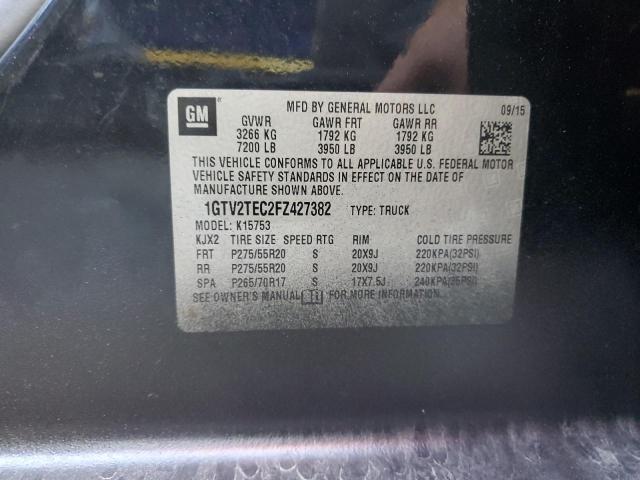 GM
MFD BY GENERAL MOTORS LLC 09/15
GVWR GAWR FRT GAWR RR
3266 KG 1792 KG 1792 KG
7200 LB 3950 LB 3950 LB
THIS VEHICLE CONFORMS TO ALL APPLICABLE U.S. FEDERAL MOTOR
VEHICLE SAFETY STANDARDS IN EFFECT ON THE DATE OF
MANUFACTURE SHOWN ABOVE.
1GTV2TEC2FZ427382 TYPE: TRUCK
MODEL: K15753
KJX2 TIRE SIZE SPEED RTG RIM COLD TIRE PRESSURE
FRT P275/55R20 S 20X9J 220KPA(32PSI)
RR P275/55R20 S 20X9J 220KPA(32PSI)
SPA P265/70R17 S 17X7.5J 240KPA(35PSI)
SEE OWNER'S MANUAL FOR MORE INFORMATION